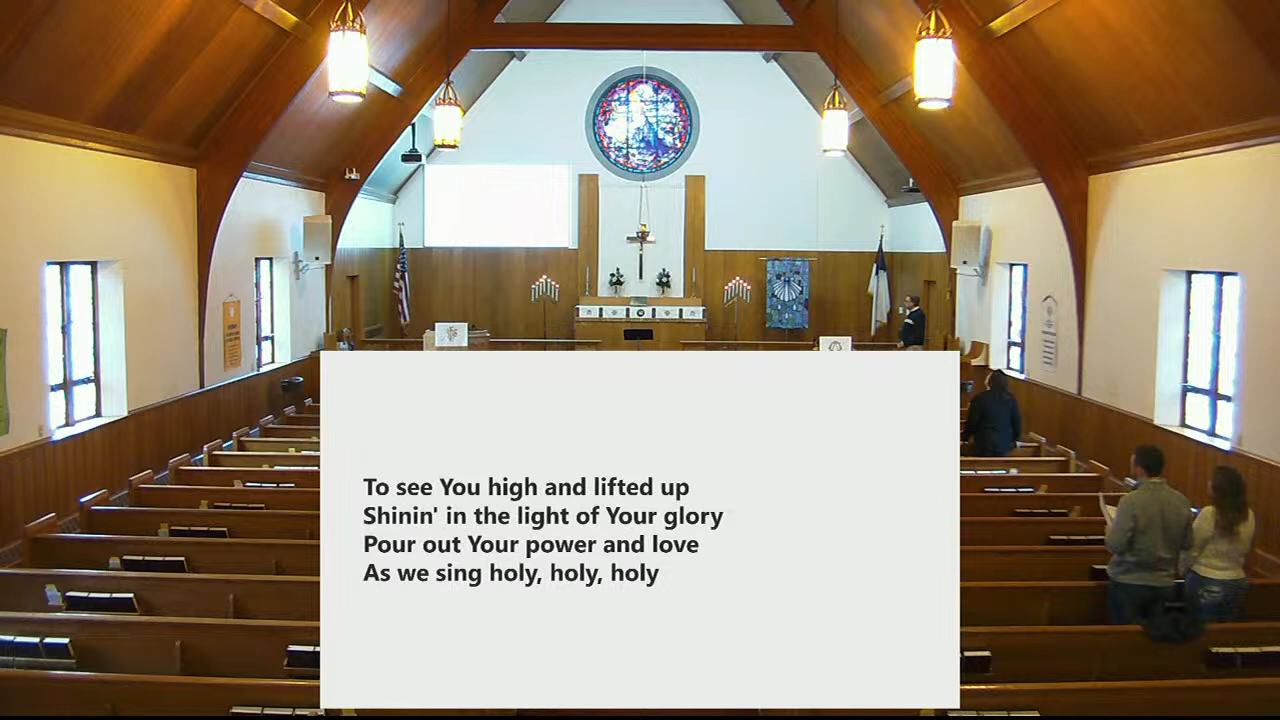 To see You high and lifted up
Shinin' in the light of Your glory
Pour out Your power and love
As we sing holy, holy, holy